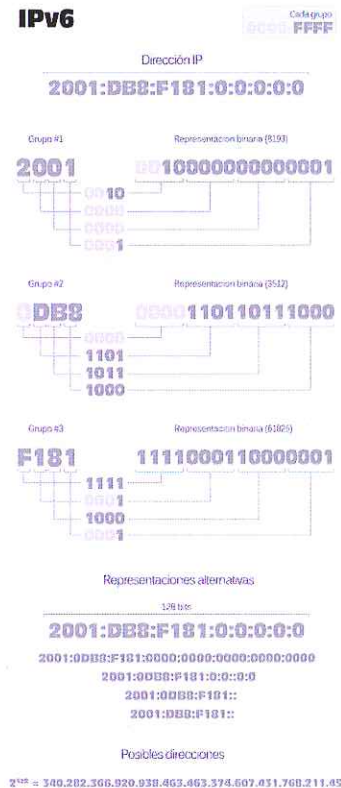 IPv6
Cada grupo
0000-FFFF
Dirección IP
2001:DB8:F181:0:0:0:0:0
Grupo #1
Representación binaria (8193)
2001
0010000000000001
0010
0000
0000
0001
Grupo #2
Representación binaria (3512)
0DB8
0000110110111000
0000
1101
1011
1000
Grupo #3
Representación binaria (61825)
F181
1111000110000001
1111
0001
1000
0001
Representaciones alternativas
128 bits
2001:DB8:F181:0:0:0:0:0
2001:0DB8:F181:0000:0000:0000:0000:0000
2001:0DB8:F181:0:0::0:0
2001:0DB8:F181::
2001:DB8:F181::
Posibles direcciones
2¹²⁸ = 340.282.366.920.938.463.463.374.607.431.768.211.45